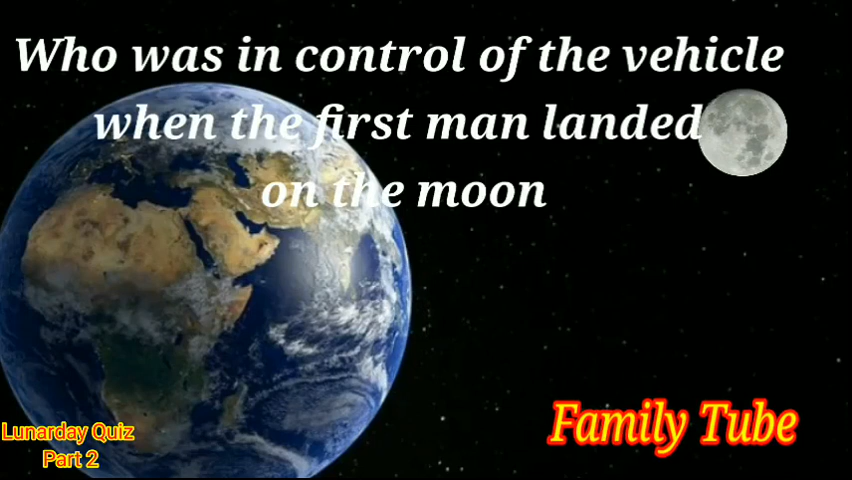 Who was in control of the vehicle
when the first man landed
on the moon
Family Tube
Lunarday Quiz
Part 2